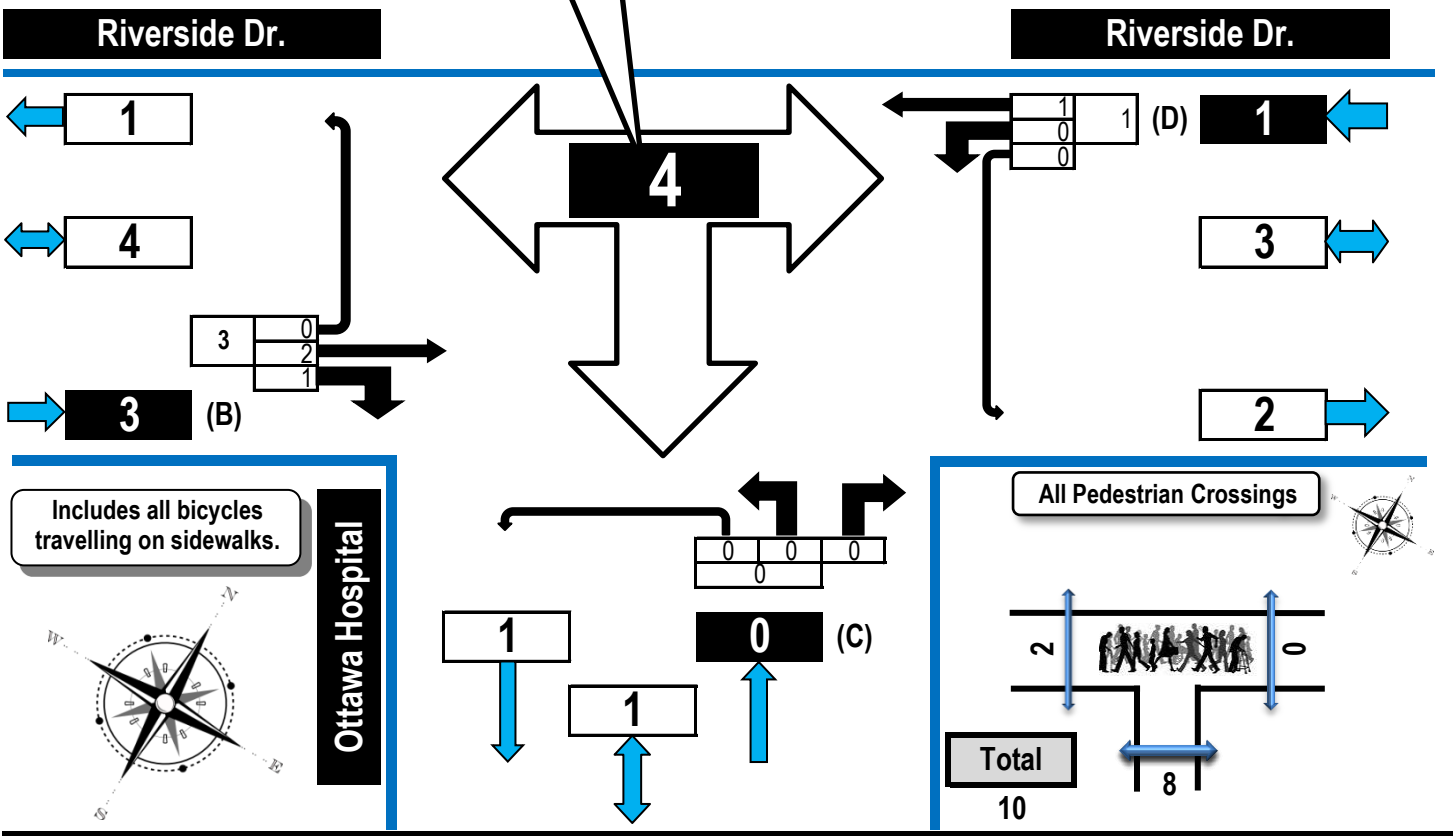 Riverside Dr.
Riverside Dr.
1
4
3
0
2
1
3
(B)
4
1
0
0
1
(D)
1
3
2
Includes all bicycles
travelling on sidewalks.
N
W
E
S
Ottawa Hospital
0
0
0
0
1
0
(C)
1
All Pedestrian Crossings
N
W
E
S
2
0
8
Total
10